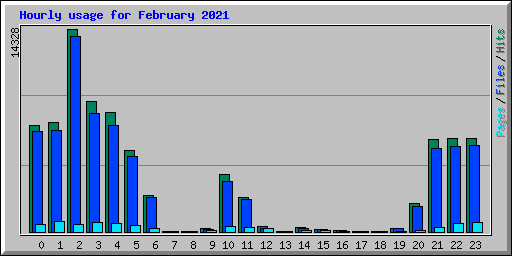 Hourly usage for February 2021
14328
Pages/Files/Hits
0 1 2 3 4 5 6 7 8 9 10 11 12 13 14 15 16 17 18 19 20 21 22 23